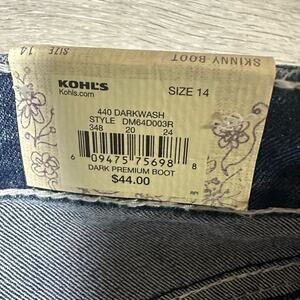 SIZE 14
SKINNY BOOT
KOHL'S
Kohls.com
SIZE 14
440 DARKWASH
STYLE DM64D003R
348 20 24
6 09475 75698 8
DARK PREMIUM BOOT
$44.00